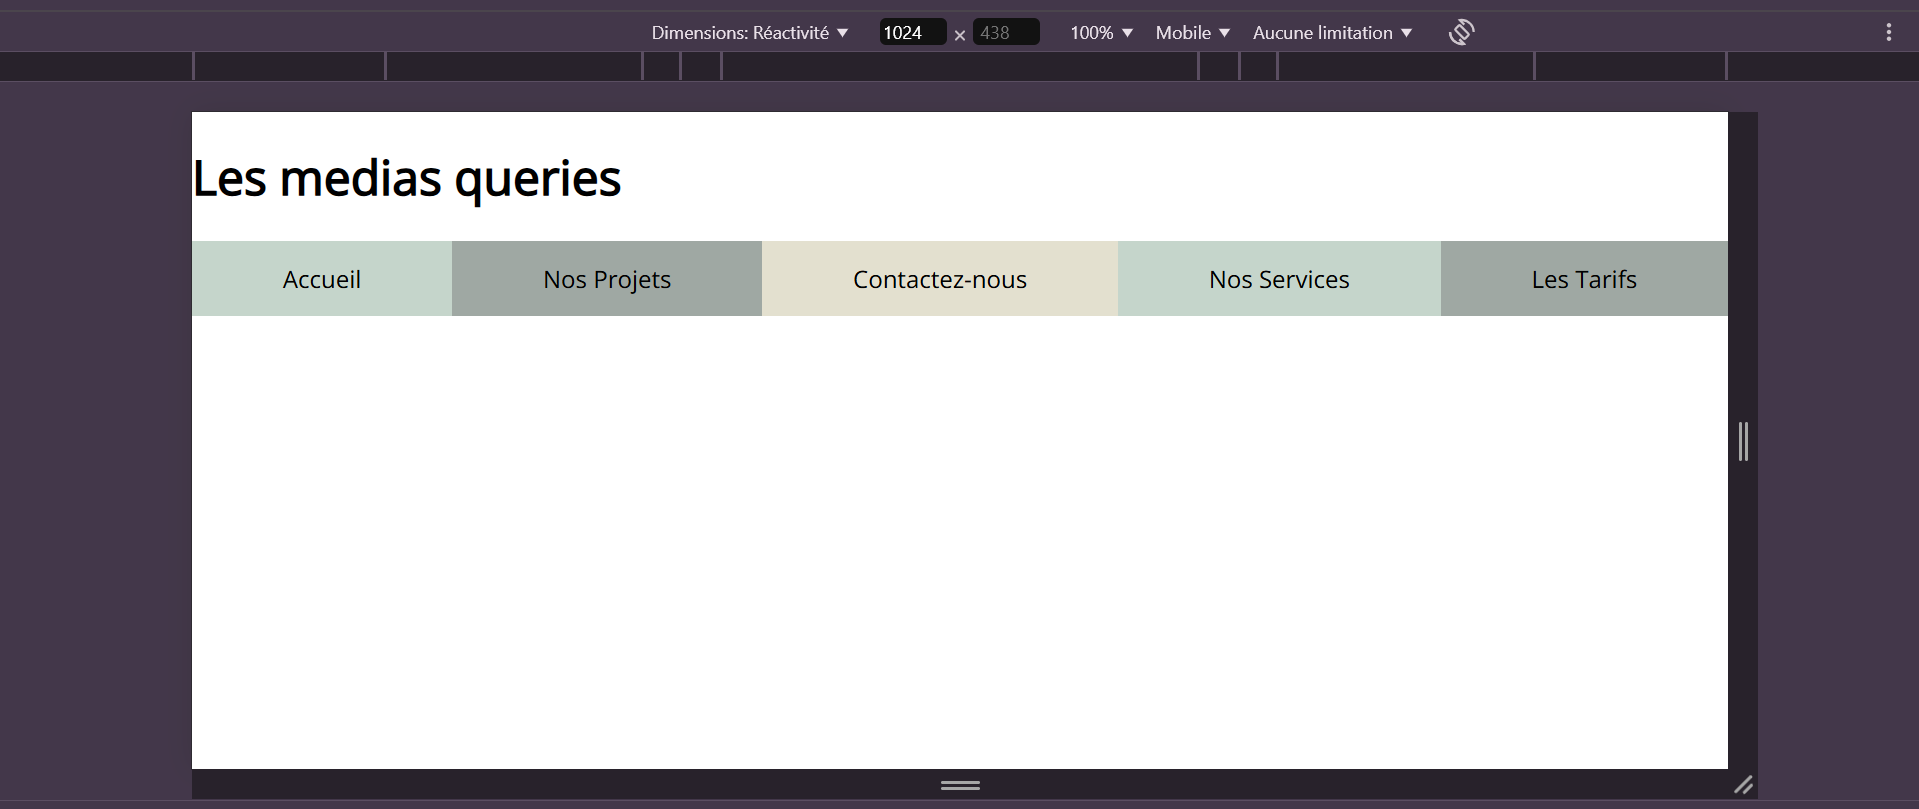 Dimensions: Réactivité ▼ 1024 × 438 100% ▼ Mobile ▼ Aucune limitation ▼
Les medias queries
Accueil Nos Projets Contactez-nous Nos Services Les Tarifs